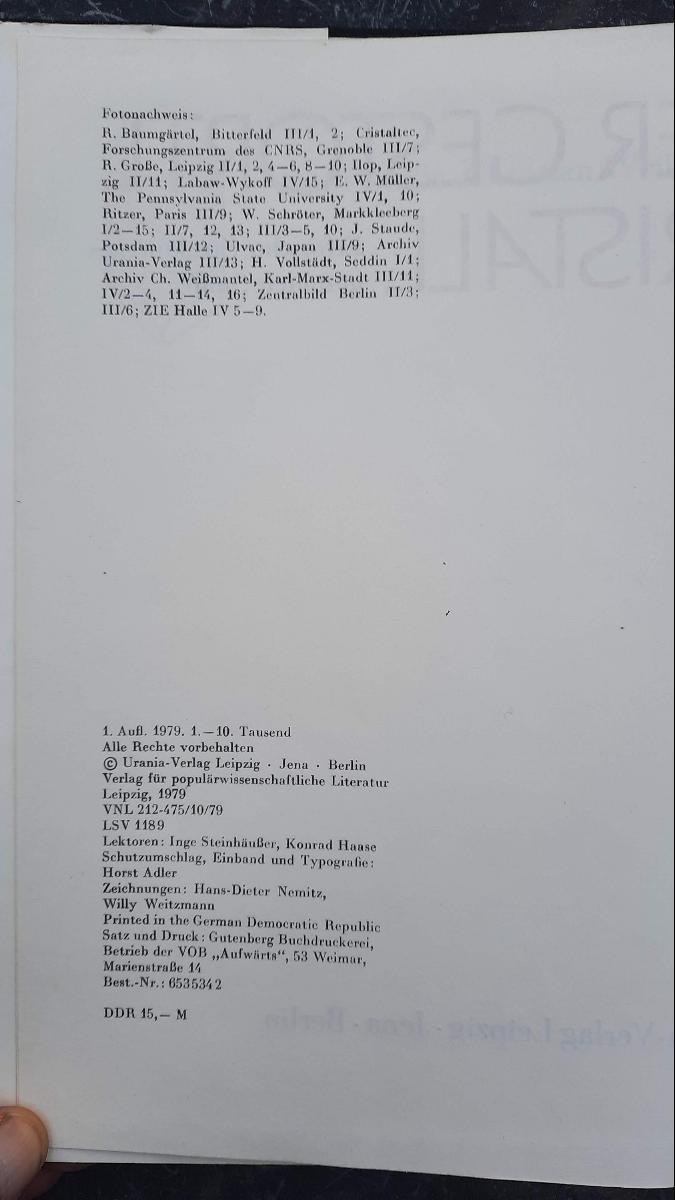 Fotonachweis:
R. Baumgärtel, Bitterfeld III/1, 2; Cristaltec,
Forschungszentrum des CNRS, Grenoble III/7;
R. Große, Leipzig II/1, 2, 4—6, 8—10; Ilop, Leip-
zig II/11; Labaw-Wykoff IV/15; E. W. Müller,
The Pennsylvania State University IV/1, 10;
Ritzer, Paris III/9; W. Schröter, Markkleeberg
I/2—15; II/7, 12, 13; III/3—5, 10; J. Staude,
Potsdam III/12; Ulvac, Japan III/9; Archiv
Urania-Verlag III/13; H. Vollstädt, Seddin I/1;
Archiv Ch. Weißmantel, Karl-Marx-Stadt III/11;
IV/2—4, 11—14, 16; Zentralbild Berlin II/3;
III/6; ZIE Halle IV 5—9.
1. Aufl. 1979. 1.—10. Tausend
Alle Rechte vorbehalten
© Urania-Verlag Leipzig · Jena · Berlin
Verlag für populärwissenschaftliche Literatur
Leipzig, 1979
VNL 212-475/10/79
LSV 1189
Lektoren: Inge Steinhäußer, Konrad Haase
Schutzumschlag, Einband und Typografie:
Horst Adler
Zeichnungen: Hans-Dieter Nemitz,
Willy Weitzmann
Printed in the German Democratic Republic
Satz und Druck: Gutenberg Buchdruckerei,
Betrieb der VOB „Aufwärts“, 53 Weimar,
Marienstraße 14
Best.-Nr.: 6535342
DDR 15,— M